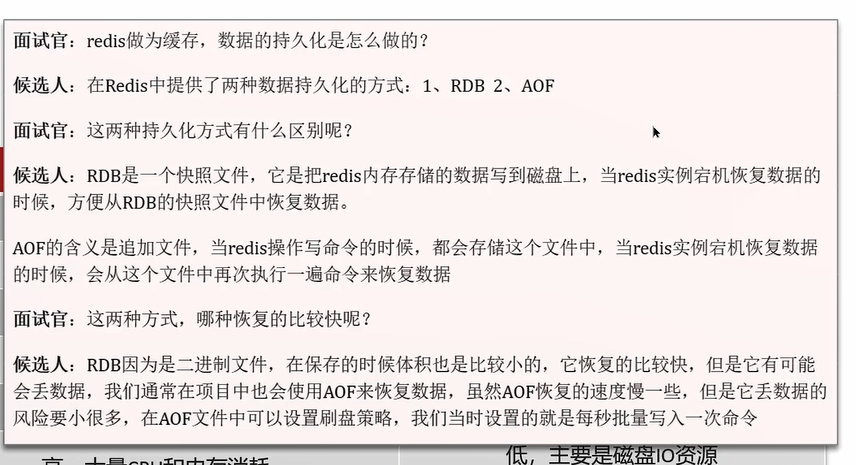 面试官：redis做为缓存，数据的持久化是怎么做的？
候选人：在Redis中提供了两种数据持久化的方式：1、RDB 2、AOF
面试官：这两种持久化方式有什么区别呢？
候选人：RDB是一个快照文件，它是把redis内存存储的数据写到磁盘上，当redis实例宕机恢复数据的
时候，方便从RDB的快照文件中恢复数据。
AOF的含义是追加文件，当redis操作写命令的时候，都会存储这个文件中，当redis实例宕机恢复数据
的时候，会从这个文件中再次执行一遍命令来恢复数据
面试官：这两种方式，哪种恢复的比较快呢？
候选人：RDB因为是二进制文件，在保存的时候体积也是比较小的，它恢复的比较快，但是它有可能
会丢数据，我们通常在项目中也会使用AOF来恢复数据，虽然AOF恢复的速度慢一些，但是它丢数据的
风险要小很多，在AOF文件中可以设置刷盘策略，我们当时设置的就是每秒批量写入一次命令
高，大量CPU和内存消耗
低，主要是磁盘IO资源